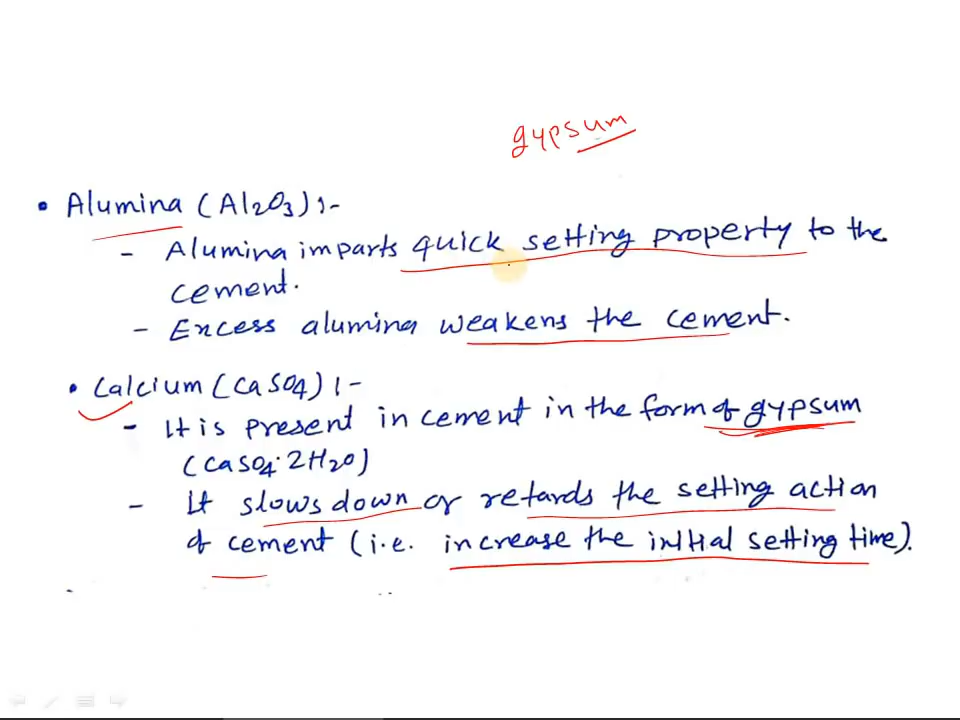 gypsum
• Alumina (Al2O3) :-
- Alumina imparts quick setting property to the
cement.
- Excess alumina weakens the cement.
• Calcium (CaSO4) :-
- It is present in cement in the form of gypsum
(CaSO4·2H2O)
- It slows down or retards the setting action
of cement (i.e. increase the initial setting time).